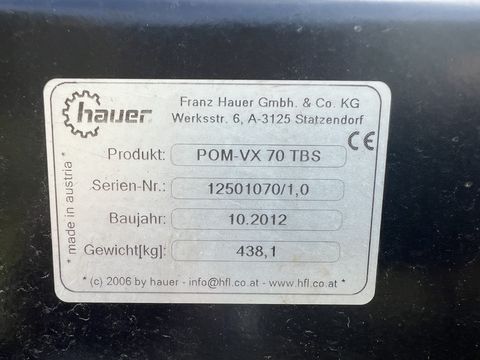 hauer
Franz Hauer Gmbh. & Co. KG
Werksstr. 6, A-3125 Statzendorf
CE
Produkt: POM-VX 70 TBS
Serien-Nr.: 12501070/1,0
Baujahr: 10.2012
Gewicht[kg]: 438,1
* made in austria *
* (c) 2006 by hauer - info@hfl.co.at - www.hfl.co.at *